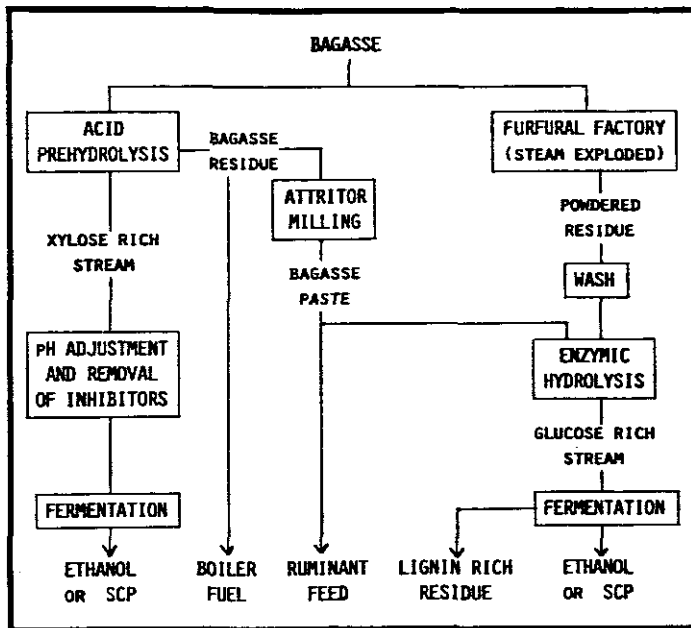 BAGASSE
ACID
PREHYDROLYSIS
BAGASSE
RESIDUE
FURFURAL FACTORY
(STEAM EXPLODED)
ATTRITOR
MILLING
POWDERED
RESIDUE
XYLOSE RICH
STREAM
BAGASSE
PASTE
WASH
PH ADJUSTMENT
AND REMOVAL
OF INHIBITORS
ENZYMIC
HYDROLYSIS
GLUCOSE RICH
STREAM
FERMENTATION
FERMENTATION
ETHANOL
OR SCP
BOILER
FUEL
RUMINANT
FEED
LIGNIN RICH
RESIDUE
ETHANOL
OR SCP